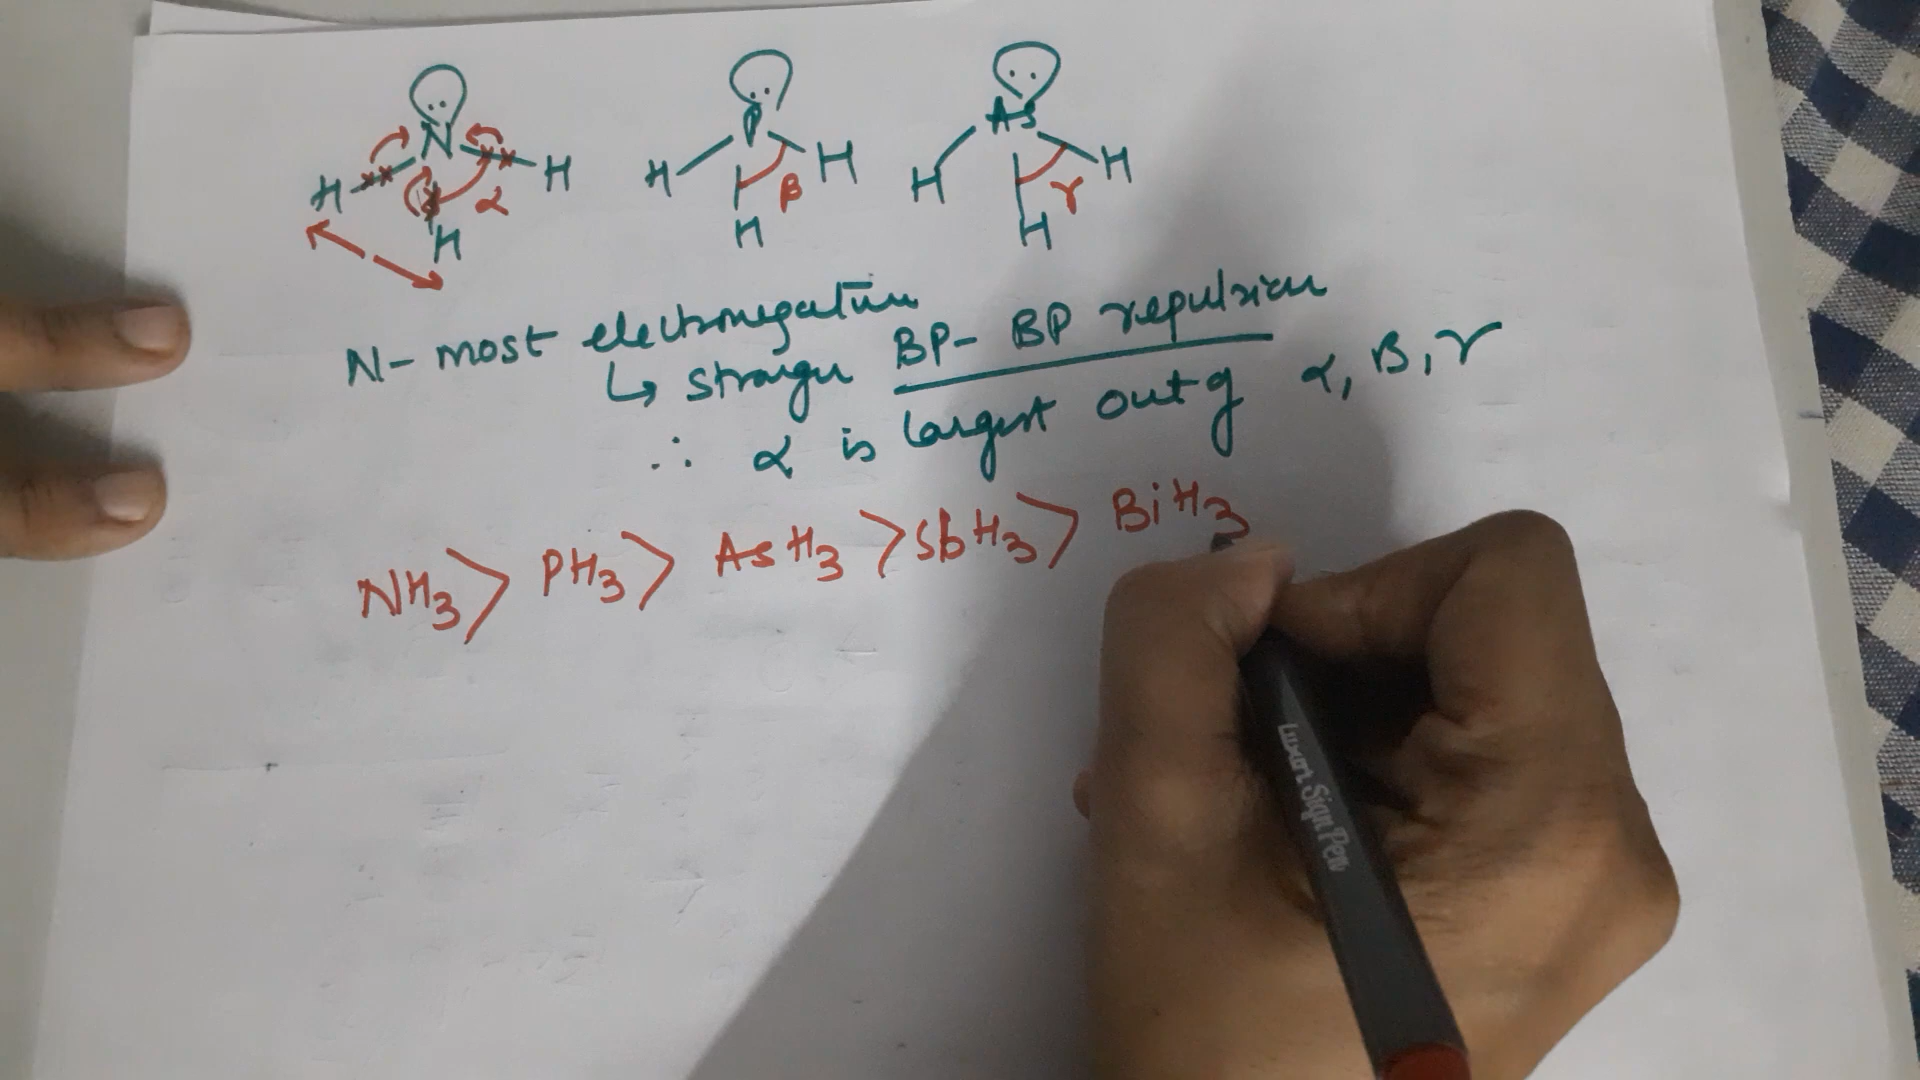 N P As
H H H α H H β H H H γ H
N- most electronegative
↳ stronger BP- BP repulsion
∴ α is largest out of α, β, γ
NH3 > PH3 > AsH3 > SbH3 > BiH3
Luxor Sign Pen